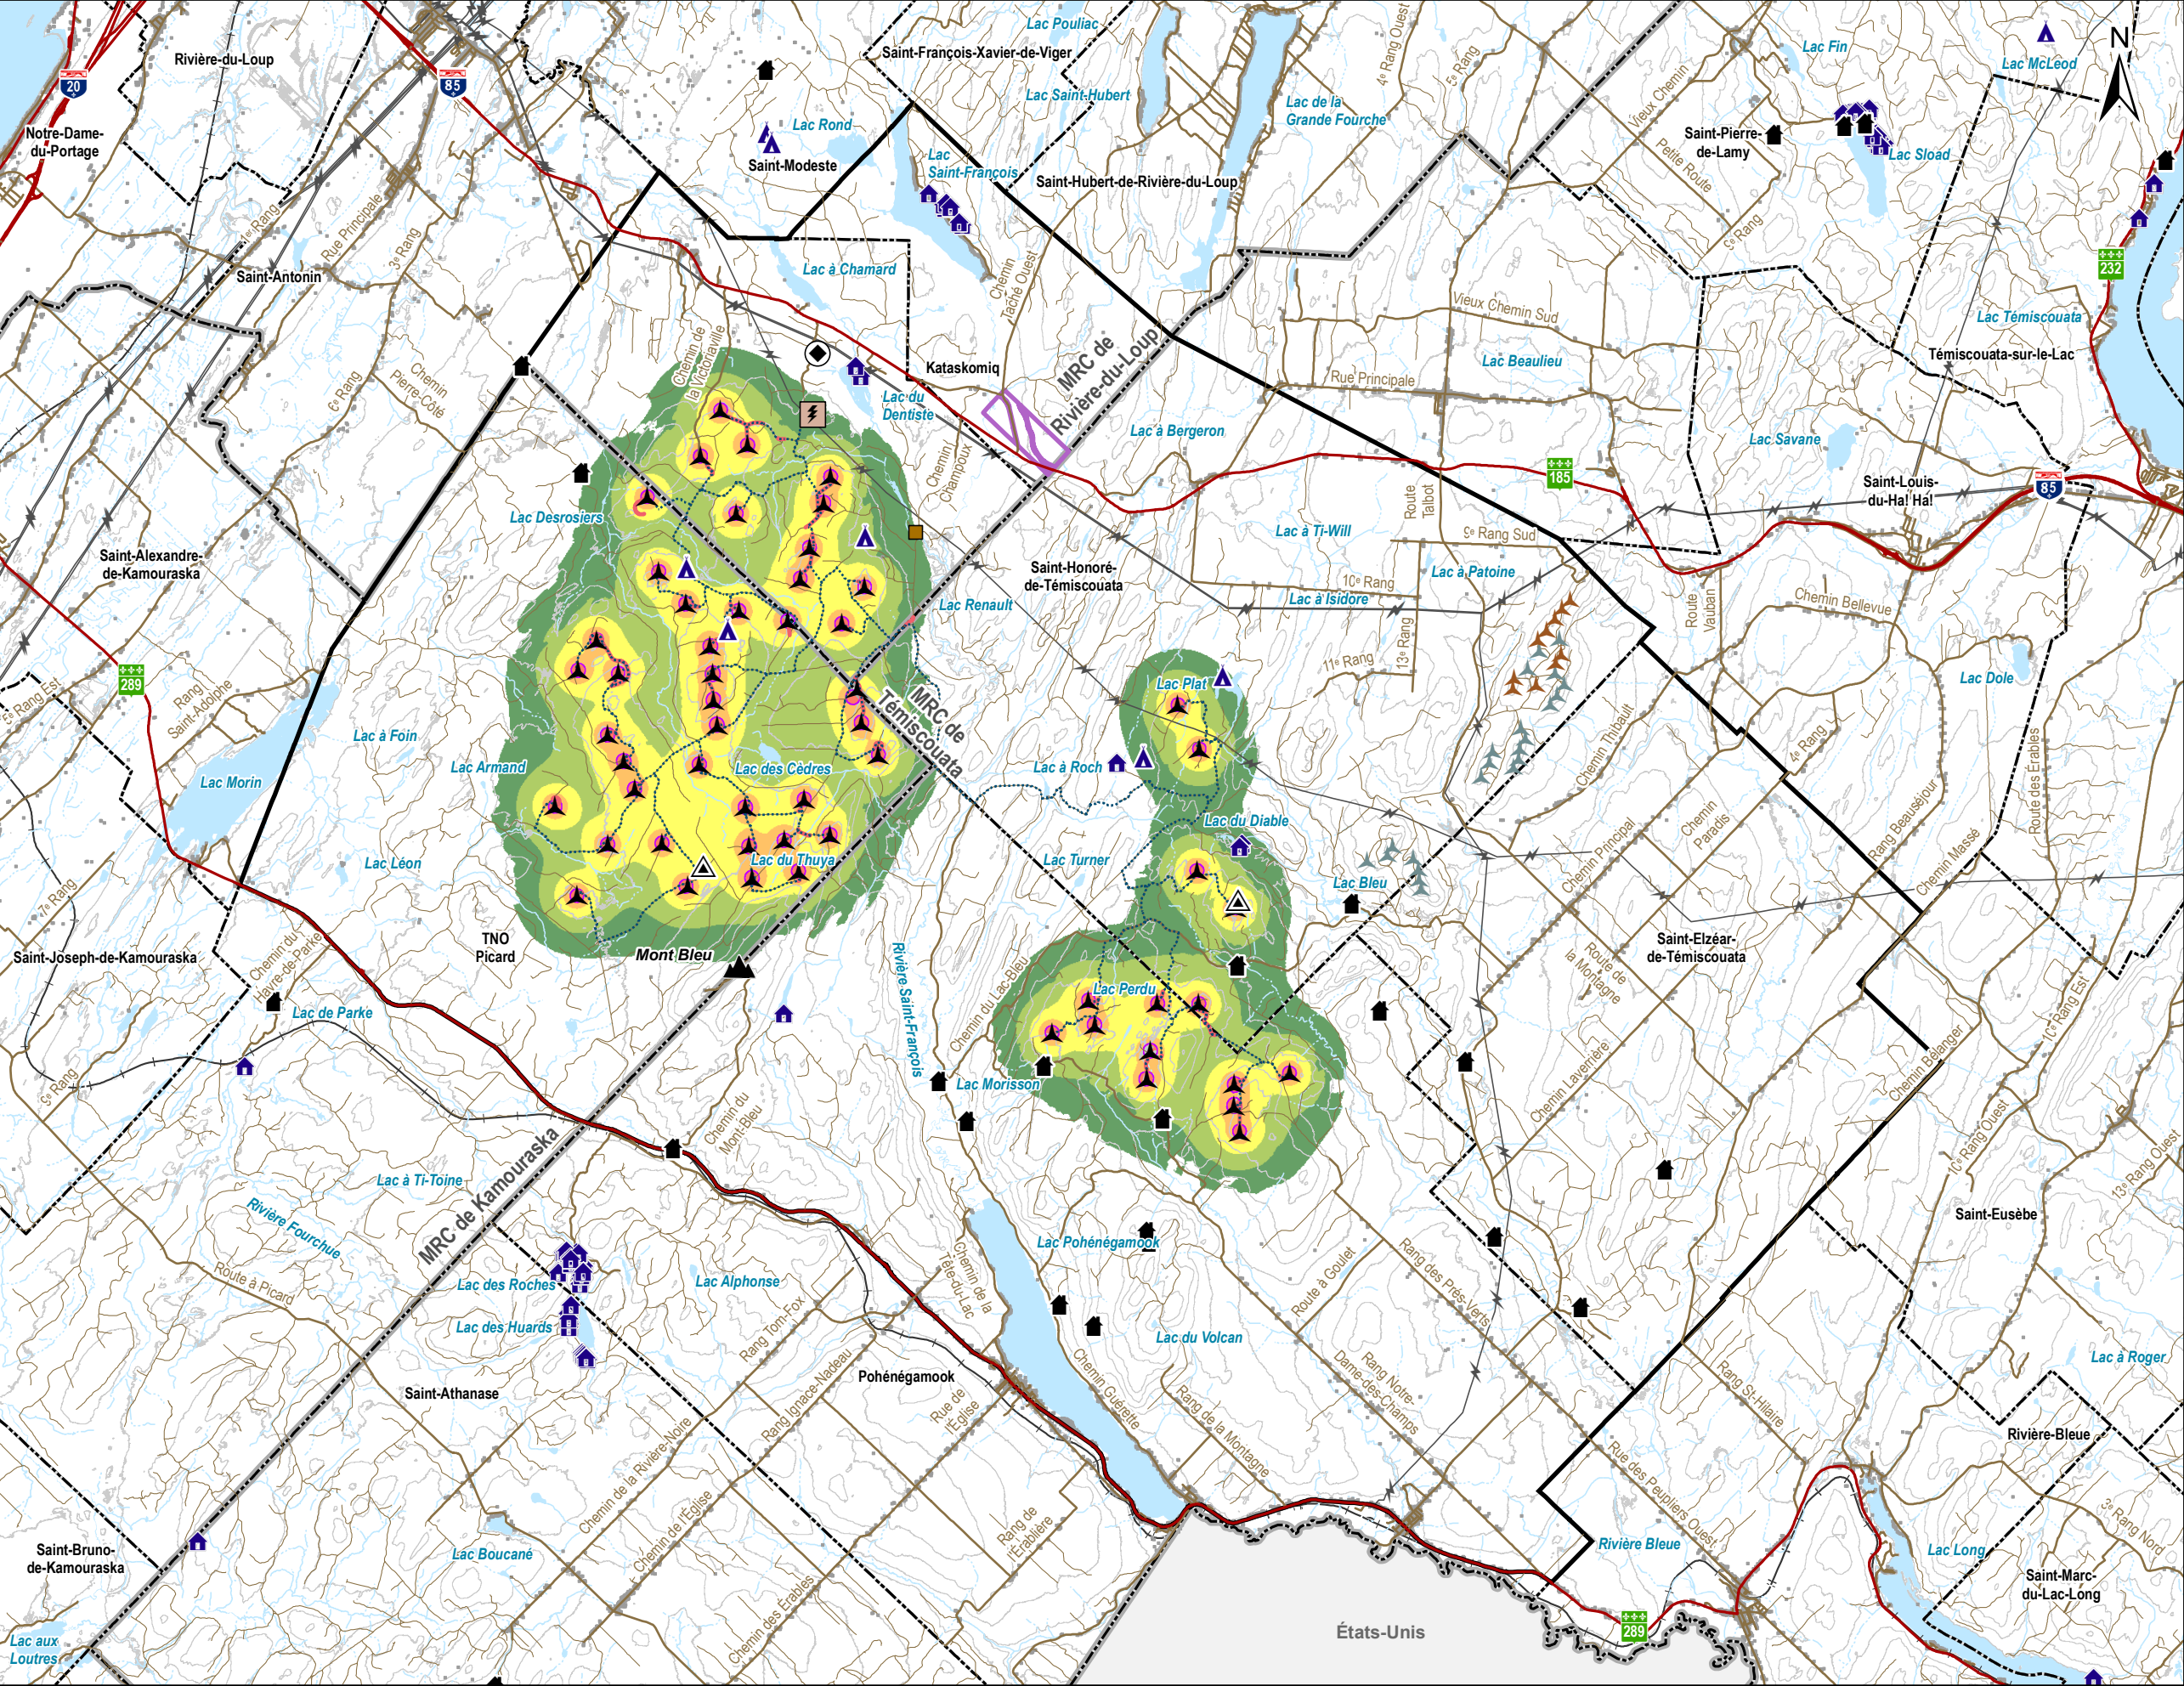 Rivière-du-Loup
20
85
Notre-Dame-
du-Portage
1er Rang
Rue Principale
3e Rang
Saint-Antonin
Saint-François-Xavier-de-Viger
Lac Pouliac
Lac Saint-Hubert
Lac Rond
Saint-Modeste
Lac
Saint-François
Saint-Hubert-de-Rivière-du-Loup
Lac de la
Grande Fourche
4e Rang Ouest
5e Rang
Vieux Chemin
Petite Route
Saint-Pierre-
de-Lamy
5e Rang
Lac Fin
Lac McLeod
N
Lac Sload
232
Lac à Chamard
Chemin
Taché Ouest
Kataskomiq
MRC de
Rivière-du-Loup
Vieux Chemin Sud
Lac Beaulieu
Rue Principale
Lac Témiscouata
Témiscouata-sur-le-Lac
Chemin de
la Victoriaville
6e Rang
Chemin
Pierre-Côté
Lac du
Dentiste
Chemin
Champoux
Lac à Bergeron
Lac Savane
185
Saint-Louis-
du-Ha! Ha!
85
Route
Talbot
Lac Desrosiers
Lac à Ti-Will
9e Rang Sud
Saint-Alexandre-
de-Kamouraska
Saint-Honoré-
de-Témiscouata
10e Rang
Lac à Patoine
Lac Renault
Lac à Isidore
Route
Vauban
Chemin Bellevue
13e Rang
11e Rang
289
5e Rang Est
Rang
Saint-Adolphe
Lac Plat
Lac Dole
MRC de
Témiscouata
Lac à Foin
Lac Armand
Lac des Cèdres
Lac à Roch
Chemin Thibault
4e Rang
Route des Érables
Lac Morin
Lac du Diable
Chemin Principal
Chemin
Paradis
Rang Beauséjour
Chemin Massé
Lac Léon
Lac du Thuya
Lac Turner
Lac Bleu
7e Rang
TNO
Picard
Mont Bleu
Saint-Joseph-de-Kamouraska
Chemin du
Havre-de-Parke
Rivière Saint-François
Chemin du Lac-Bleu
Lac Perdu
Route de
la Montagne
Saint-Elzéar-
de-Témiscouata
Lac de Parke
10e Rang Est
5e Rang
Lac Morisson
Chemin Laverrière
Chemin Bélanger
Chemin du
Mont-Bleu
10e Rang Ouest
13e Rang Ouest
MRC de Kamouraska
Lac à Ti-Toine
Rivière Fourchue
Saint-Eusèbe
Route à Picard
Lac des Roches
Lac Alphonse
Chemin de la
Tête-du-Lac
Lac Pohénégamook
Route à Goulet
Rang des Prés-Verts
Lac des Huards
Rang Tom-Fox
Lac du Volcan
Lac à Roger
Saint-Athanase
Rang Ignace-Nadeau
Pohénégamook
Rue de
l'Église
Chemin Guérette
Rang de la Montagne
Rang Notre-
Dame-des-Champs
Rang St-Hilaire
Rivière-Bleue
Chemin de la Rivière-Noire
Chemin de l'Église
Rang de
l'Érablière
Rue des Peupliers Ouest
3e Rang Nord
Saint-Bruno-
de-Kamouraska
Lac Boucané
Rivière Bleue
Lac Long
Saint-Marc-
du-Lac-Long
Chemin des Érables
Lac aux
Loutres
États-Unis
289